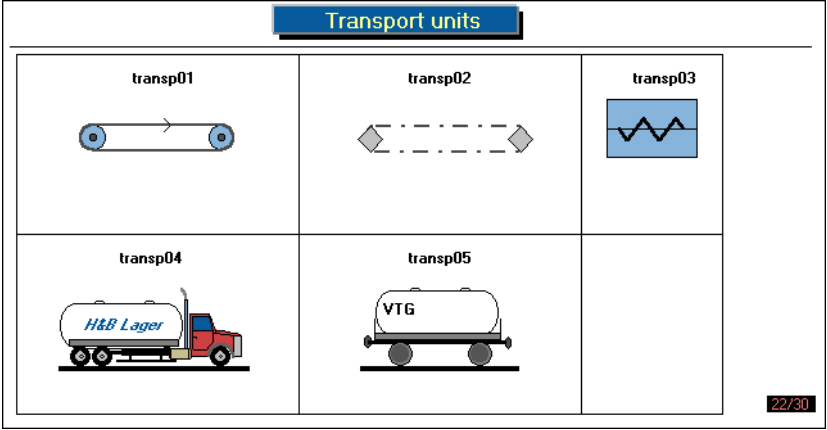 Transport units
transp01
transp02
transp03
transp04
transp05
H&B Lager
VTG
22/30